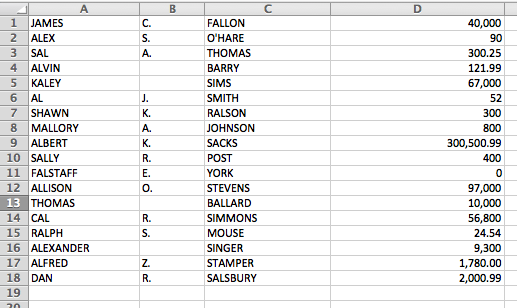 A B C D
1 JAMES C. FALLON 40,000
2 ALEX S. O'HARE 90
3 SAL A. THOMAS 300.25
4 ALVIN BARRY 121.99
5 KALEY SIMS 67,000
6 AL J. SMITH 52
7 SHAWN K. RALSON 300
8 MALLORY A. JOHNSON 800
9 ALBERT K. SACKS 300,500.99
10 SALLY R. POST 400
11 FALSTAFF E. YORK 0
12 ALLISON O. STEVENS 97,000
13 THOMAS BALLARD 10,000
14 CAL R. SIMMONS 56,800
15 RALPH S. MOUSE 24.54
16 ALEXANDER SINGER 9,300
17 ALFRED Z. STAMPER 1,780.00
18 DAN R. SALSBURY 2,000.99
19
20